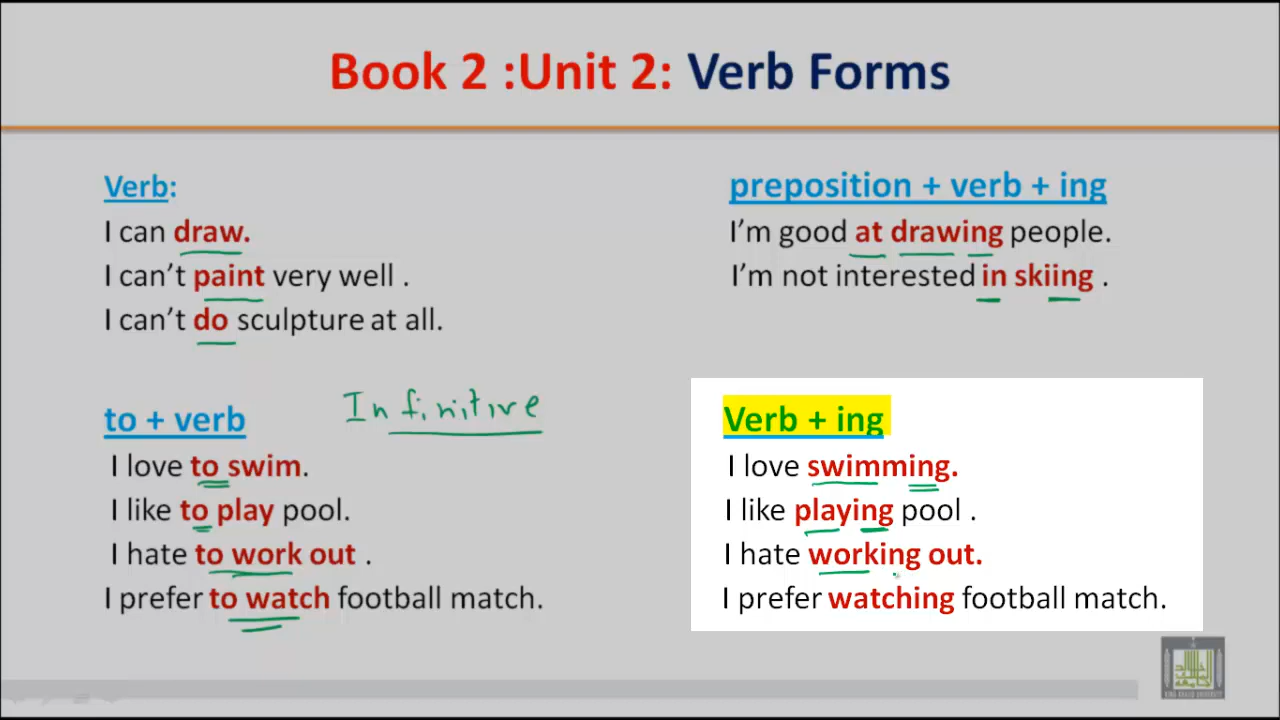 Book 2 :Unit 2: Verb Forms
Verb:
I can draw.
I can't paint very well .
I can't do sculpture at all.
preposition + verb + ing
I'm good at drawing people.
I'm not interested in skiing .
to + verb
Infinitive
I love to swim.
I like to play pool.
I hate to work out .
I prefer to watch football match.
Verb + ing
I love swimming.
I like playing pool .
I hate working out.
I prefer watching football match.
KING KHALID UNIVERSITY